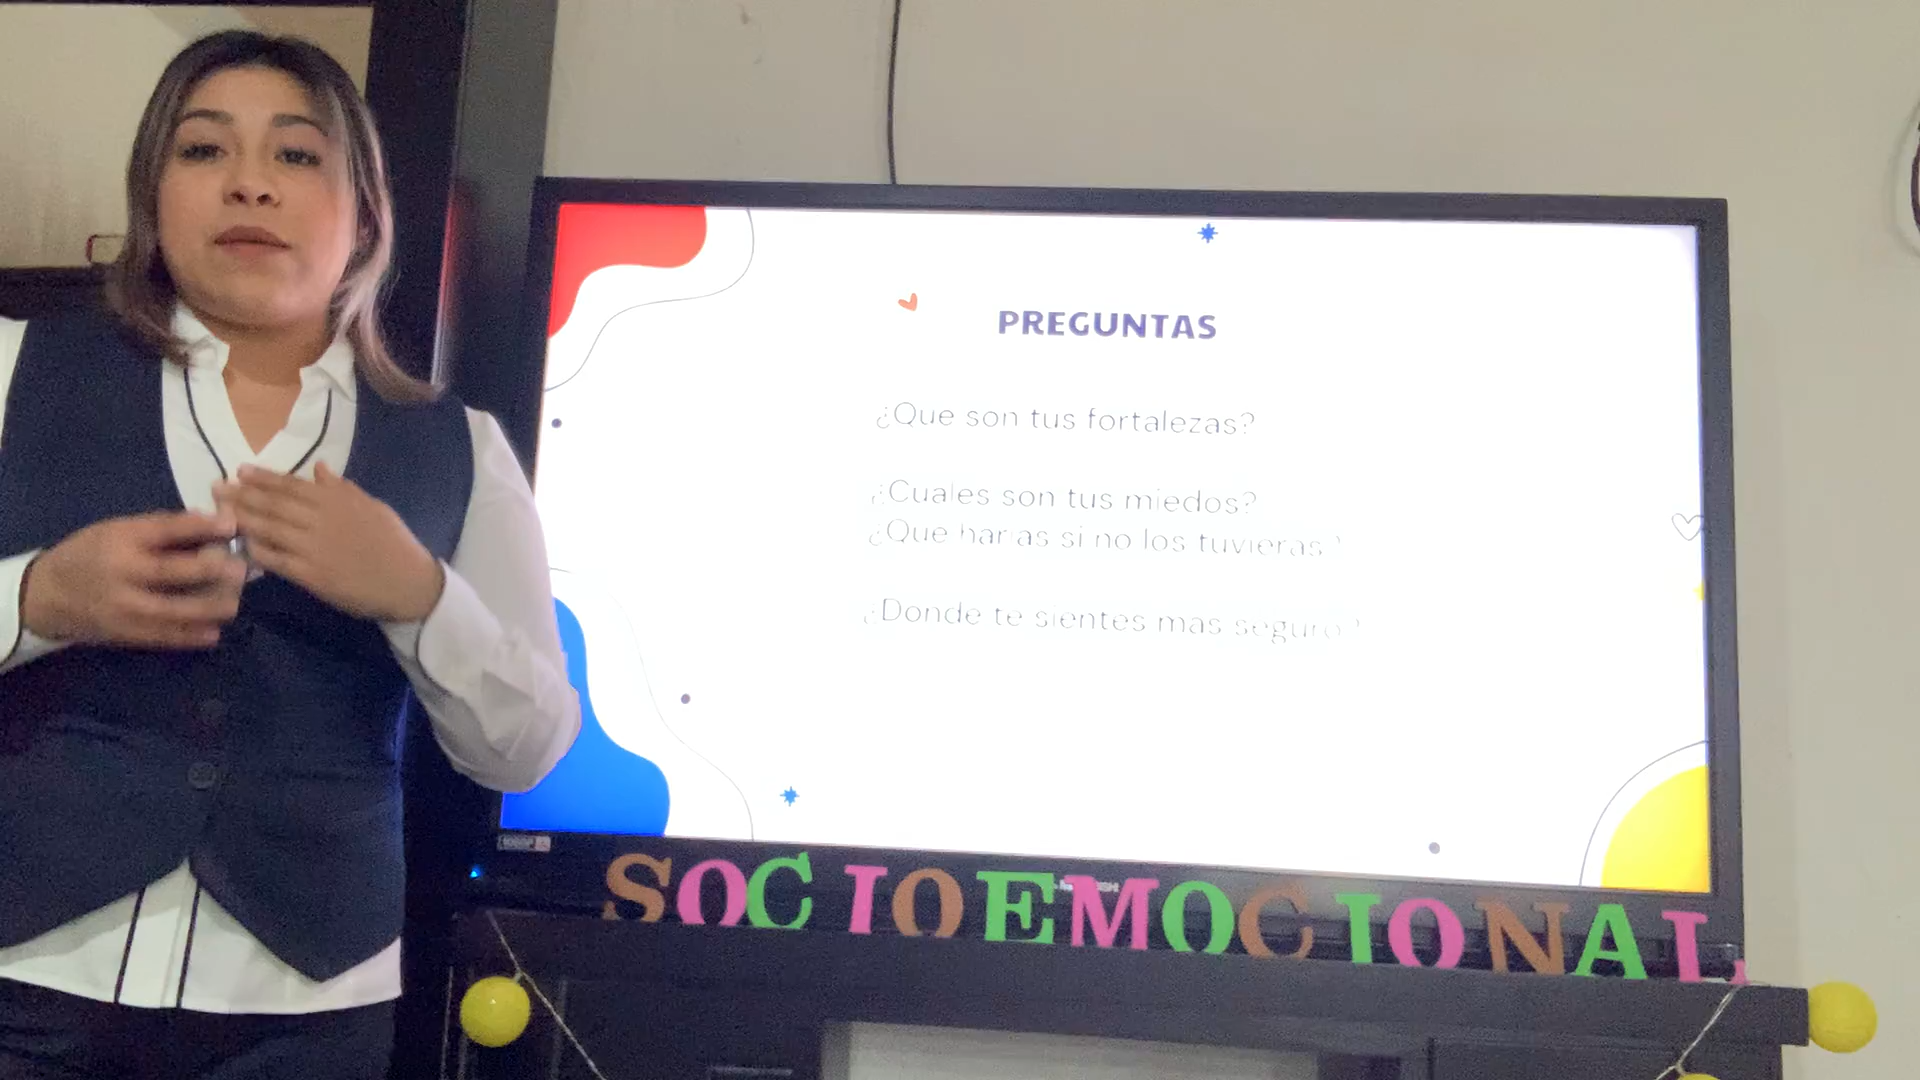 PREGUNTAS
¿Que son tus fortalezas?
¿Cuales son tus miedos?
¿Que harias si no los tuvieras?
¿Donde te sientes mas seguro?
SOCIOEMOCIONAL